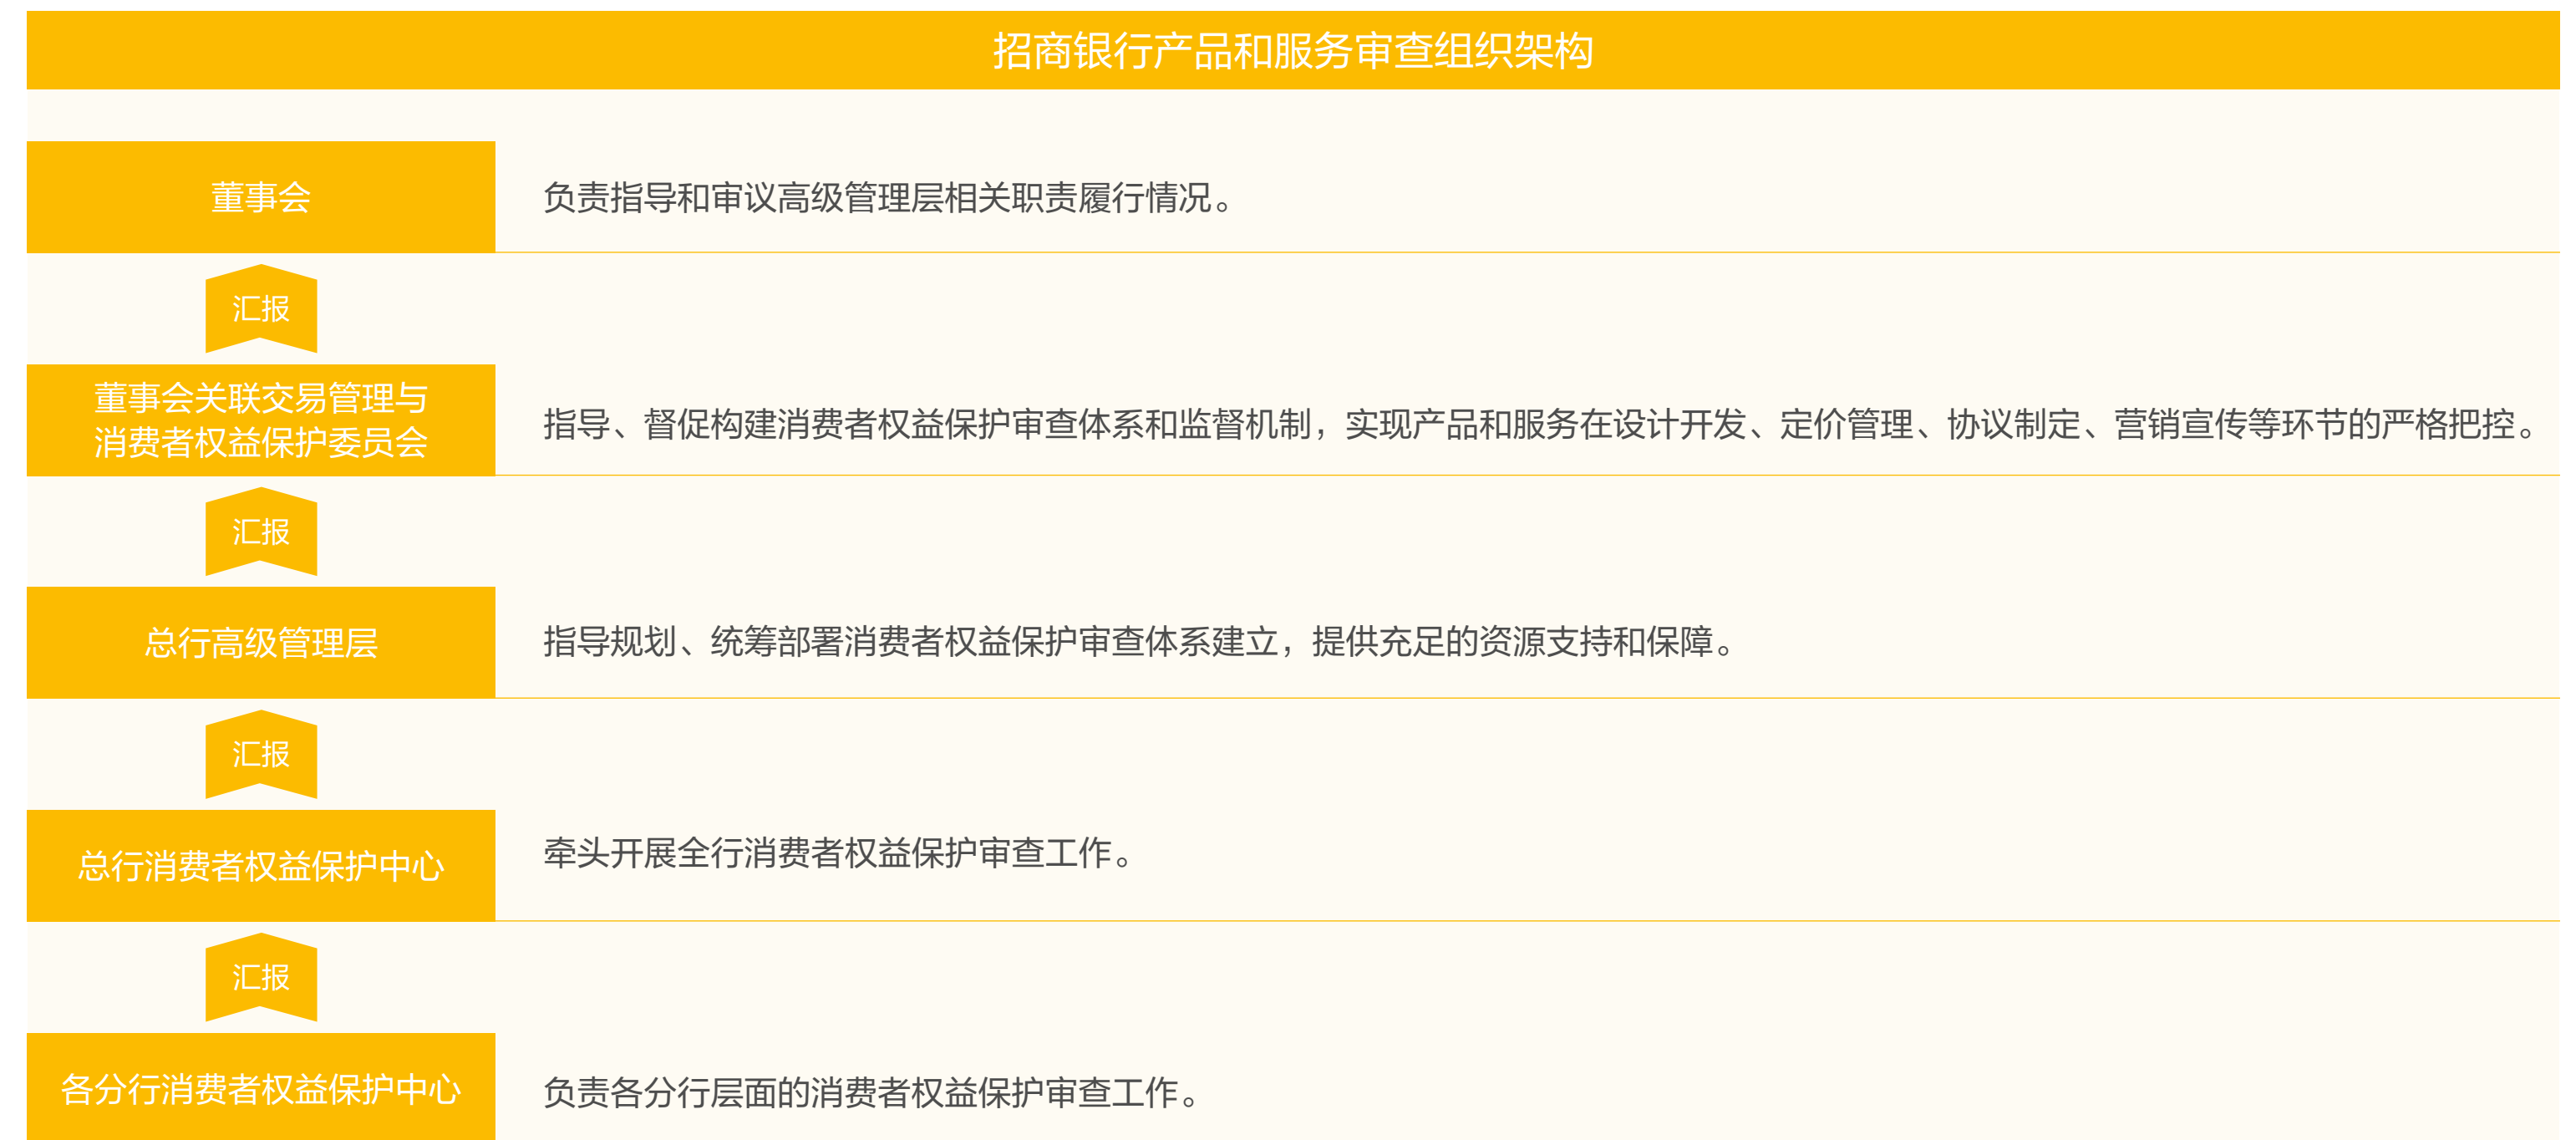 招商银行产品和服务审查组织架构
董事会
负责指导和审议高级管理层相关职责履行情况。
汇报
董事会关联交易管理与
消费者权益保护委员会
指导、督促构建消费者权益保护审查体系和监督机制，实现产品和服务在设计开发、定价管理、协议制定、营销宣传等环节的严格把控。
汇报
总行高级管理层
指导规划、统筹部署消费者权益保护审查体系建立，提供充足的资源支持和保障。
汇报
总行消费者权益保护中心
牵头开展全行消费者权益保护审查工作。
汇报
各分行消费者权益保护中心
负责各分行层面的消费者权益保护审查工作。